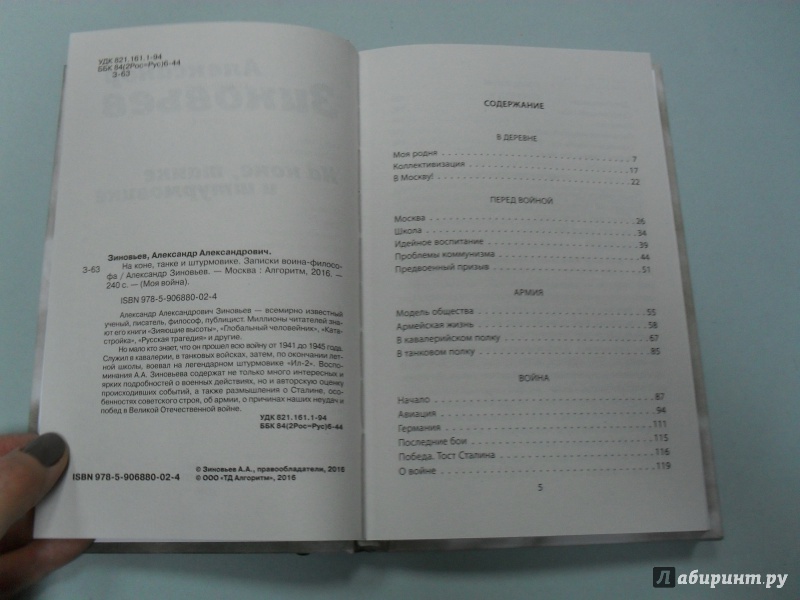 УДК 821.161.1-94
ББК 84(2Рос=Рус)6-44
З-63
Зиновьев, Александр Александрович.
З-63 На коне, танке и штурмовике. Записки воина-филосо-
фа / Александр Зиновьев. — Москва : Алгоритм, 2016. —
240 с. — (Моя война).
ISBN 978-5-906880-02-4
Александр Александрович Зиновьев — всемирно известный
ученый, писатель, философ, публицист. Миллионы читателей зна-
ют его книги "Зияющие высоты", "Глобальный человейник", "Ката-
стройка", "Русская трагедия" и другие.
Но мало кто знает, что он прошел всю войну от 1941 до 1945 года.
Служил в кавалерии, в танковых войсках, затем, по окончании лет-
ной школы, воевал на легендарном штурмовике "Ил-2". Воспо-
минания А.А. Зиновьева содержат не только много интересных и
ярких подробностей о военных действиях, но и авторскую оценку
происходивших событий, а также размышления о Сталине, осо-
бенностях советского строя, об армии, о причинах наших неудач и
побед в Великой Отечественной войне.
УДК 821.161.1-94
ББК 84(2Рос=Рус)6-44
ISBN 978-5-906880-02-4
© Зиновьев А.А., правообладатели, 2016
© ООО «ТД Алгоритм», 2016
СОДЕРЖАНИЕ
В ДЕРЕВНЕ
Моя родня 7
Коллективизация 17
В Москву! 22
ПЕРЕД ВОЙНОЙ
Москва 26
Школа 34
Идейное воспитание 39
Проблемы коммунизма 44
Предвоенный призыв 51
АРМИЯ
Модель общества 55
Армейская жизнь 58
В кавалерийском полку 67
В танковом полку 85
ВОЙНА
Начало 87
Авиация 94
Германия 111
Последние бои 115
Победа. Тост Сталина 116
О войне 119
5
Лабиринт.ру